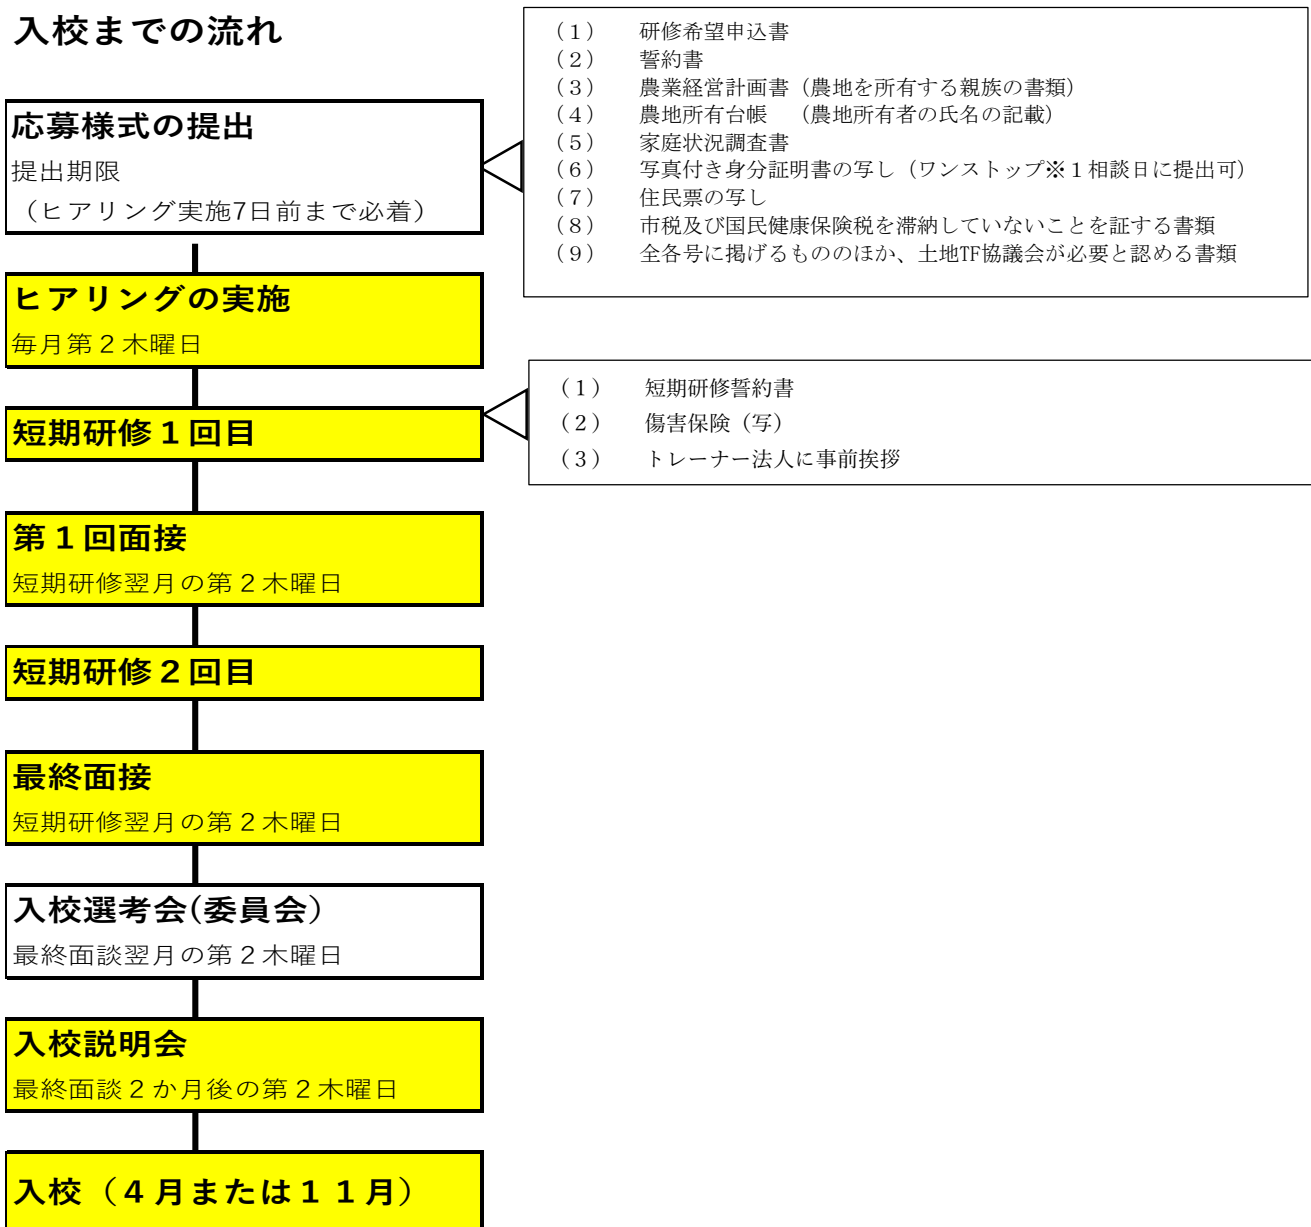 入校までの流れ
応募様式の提出
提出期限
（ヒアリング実施7日前まで必着）
（１）　研修希望申込書
（２）　誓約書
（３）　農業経営計画書（農地を所有する親族の書類）
（４）　農地所有台帳　（農地所有者の氏名の記載）
（５）　家庭状況調査書
（６）　写真付き身分証明書の写し（ワンストップ※１相談日に提出可）
（７）　住民票の写し
（８）　市税及び国民健康保険税を滞納していないことを証する書類
（９）　全各号に掲げるもののほか、土地TF協議会が必要と認める書類
ヒアリングの実施
毎月第２木曜日
短期研修１回目
（１）　短期研修誓約書
（２）　傷害保険（写）
（３）　トレーナー法人に事前挨拶
第１回面接
短期研修翌月の第２木曜日
短期研修２回目
最終面接
短期研修翌月の第２木曜日
入校選考会(委員会）
最終面談翌月の第２木曜日
入校説明会
最終面談２か月後の第２木曜日
入校（４月または１１月）